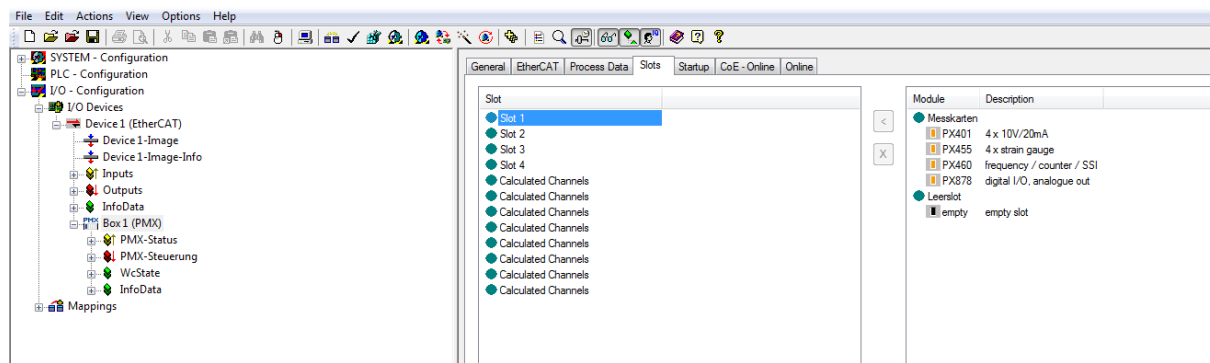 File Edit Actions View Options Help
SYSTEM - Configuration
PLC - Configuration
I/O - Configuration
I/O Devices
Device 1 (EtherCAT)
Device 1-Image
Device 1-Image-Info
Inputs
Outputs
InfoData
PMX Box 1 (PMX)
PMX-Status
PMX-Steuerung
WcState
InfoData
Mappings
General EtherCAT Process Data Slots Startup CoE - Online Online
Slot
Slot 1
Slot 2
Slot 3
Slot 4
Calculated Channels
Calculated Channels
Calculated Channels
Calculated Channels
Calculated Channels
Calculated Channels
Calculated Channels
Calculated Channels
<
X
Module Description
Messkarten
PX401 4 x 10V/20mA
PX455 4 x strain gauge
PX460 frequency / counter / SSI
PX878 digital I/O, analogue out
Leerslot
empty empty slot